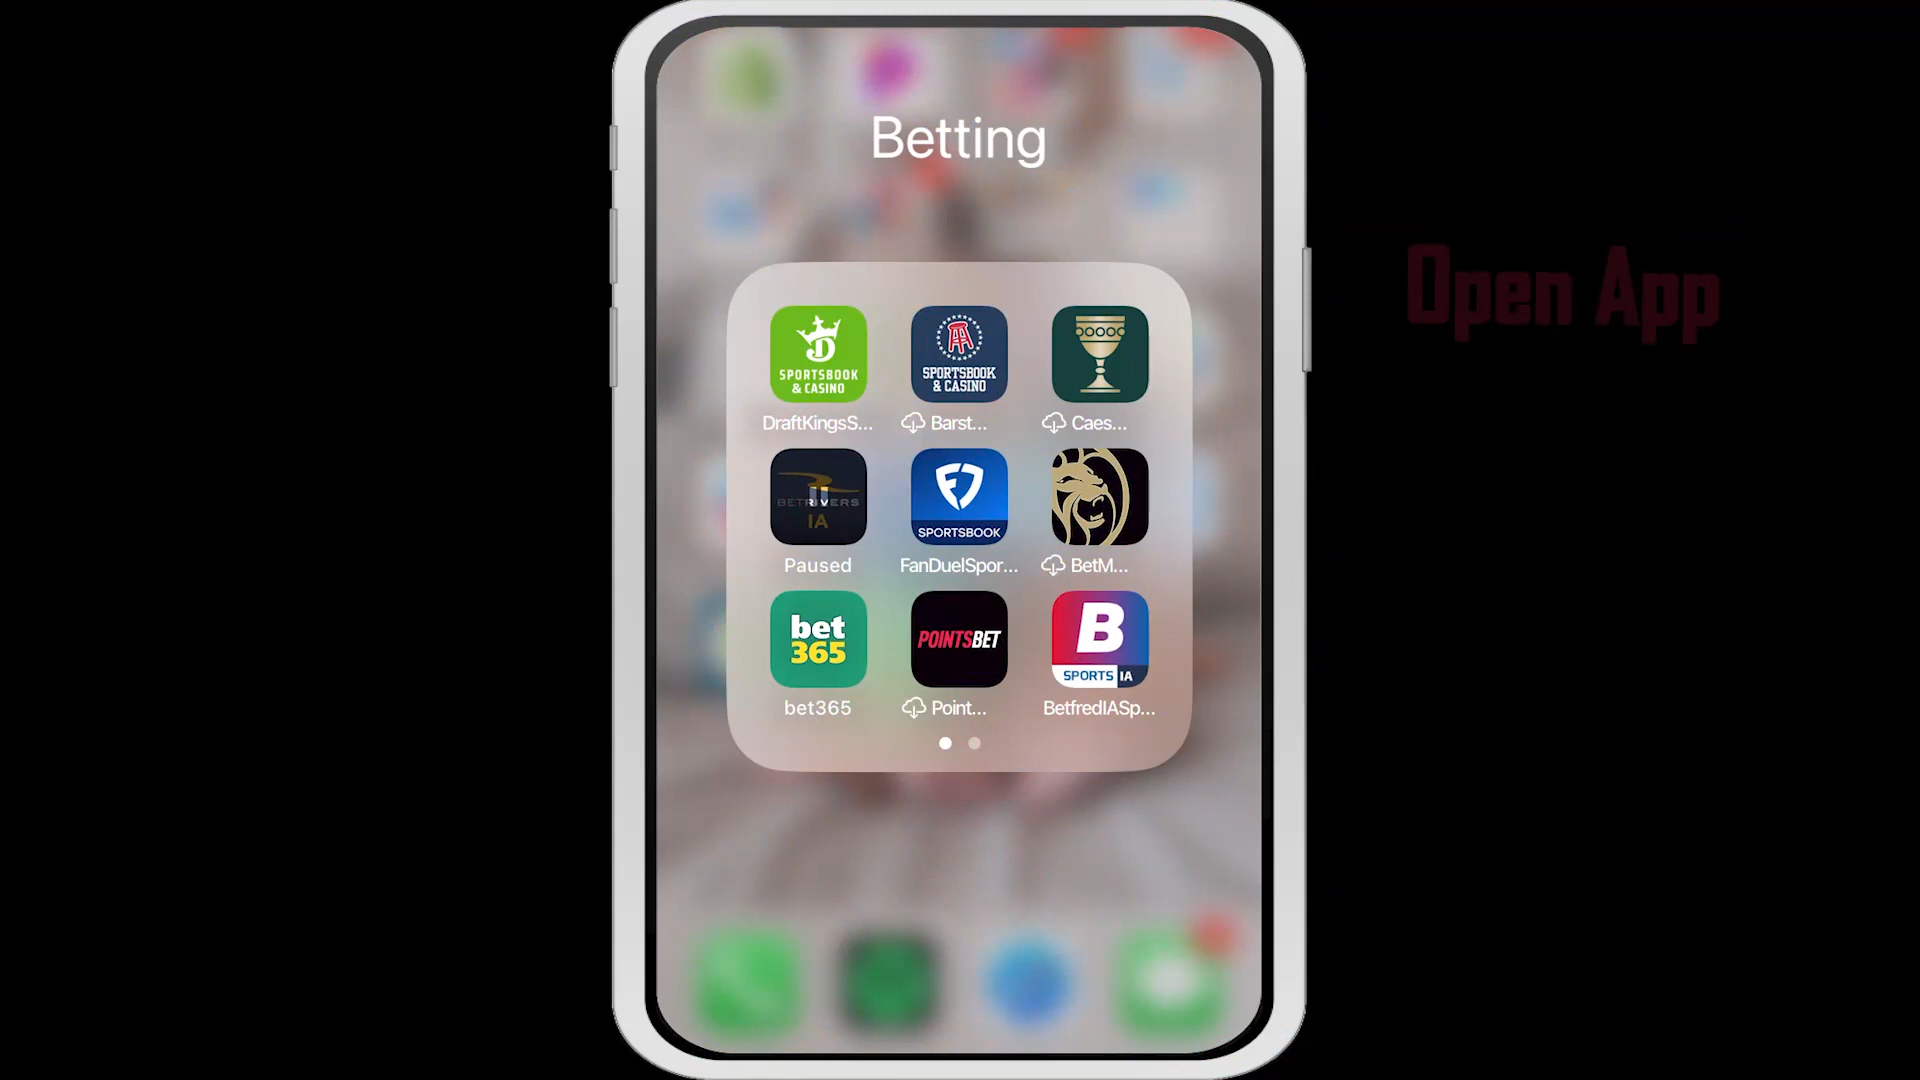 Betting
Open App
D
SPORTSBOOK
& CASINO
SPORTSBOOK
& CASINO
DraftKingsS...
Barst...
Caes...
BETRIVERS
IA
SPORTSBOOK
Paused
FanDuelSpor...
BetM...
bet
365
POINTSBET
B
SPORTS IA
bet365
Point...
BetfredIASp...